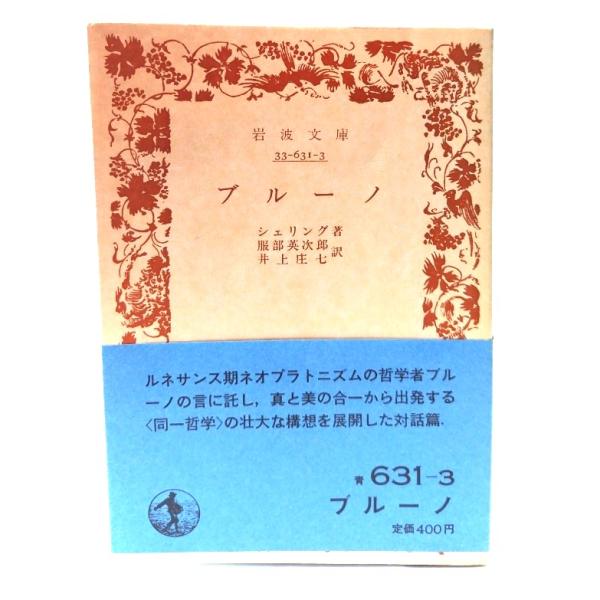 岩波文庫
33-631-3
ブルーノ
シェリング著
服部英次郎
井上庄七訳
ルネサンス期ネオプラトニズムの哲学者ブル
ーノの言に託し，真と美の合一から出発する
〈同一哲学〉の壮大な構想を展開した対話篇．
青 631-3
ブルーノ
定価400円